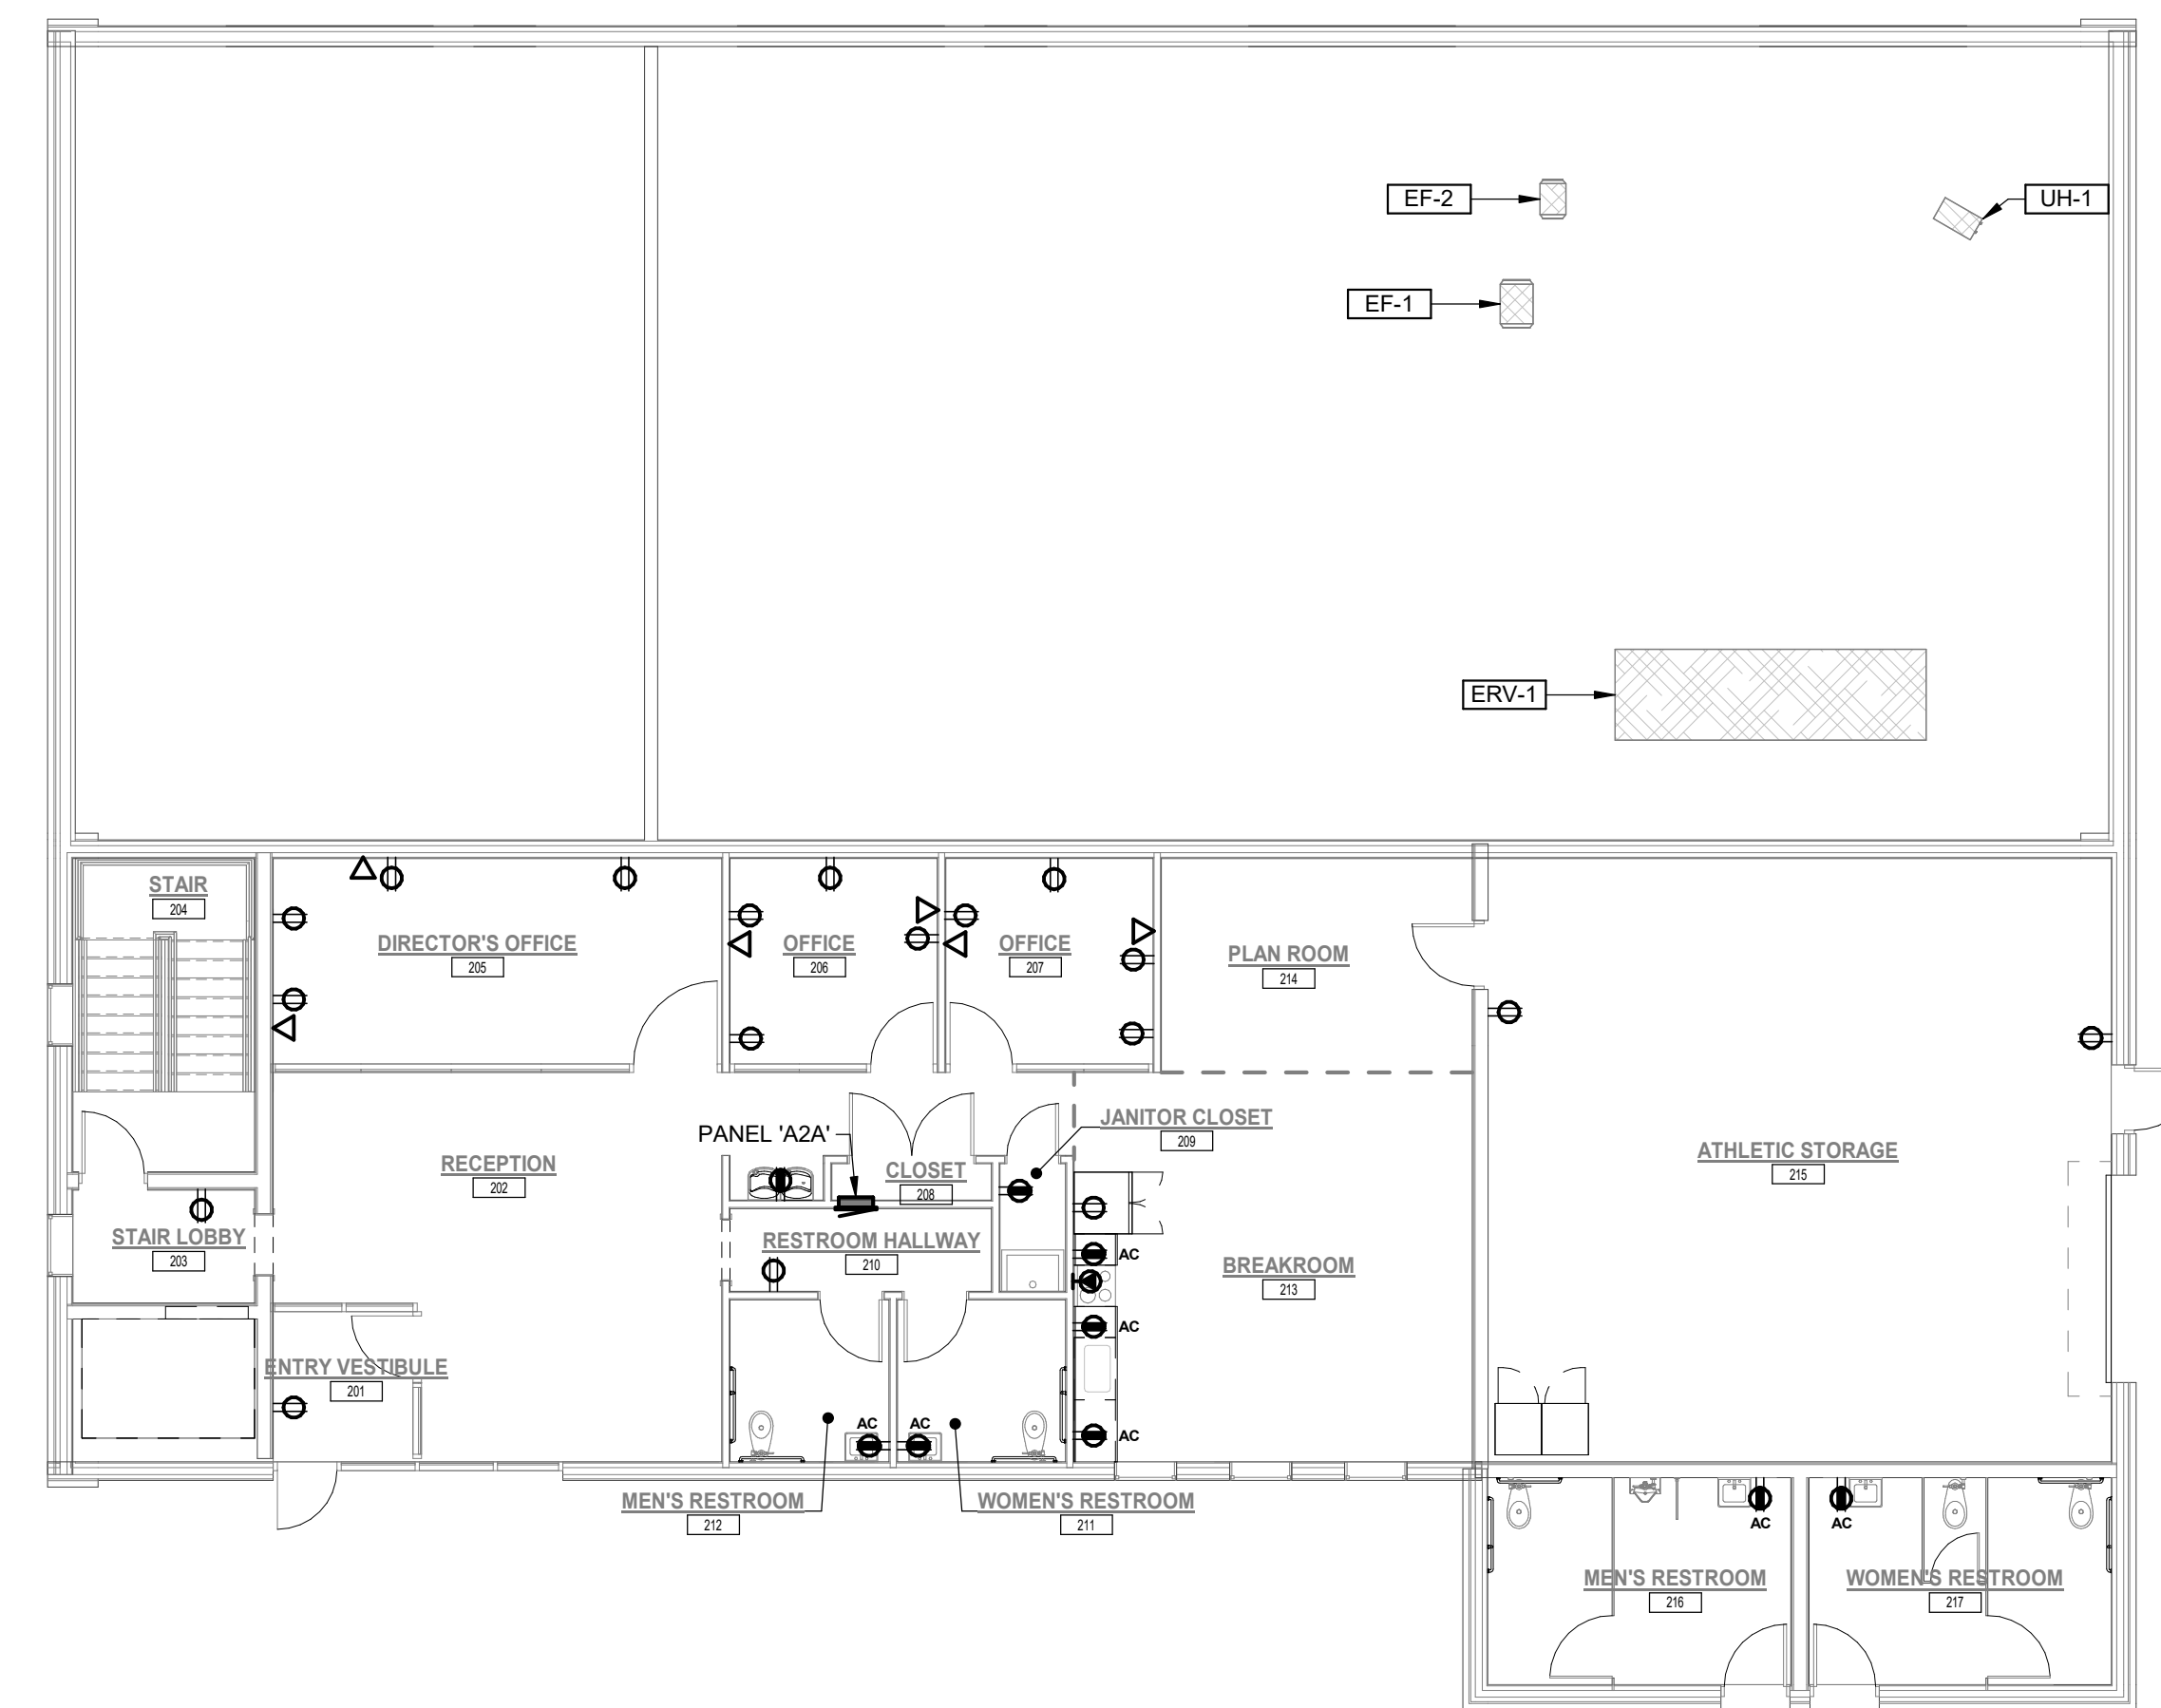 EF-2
UH-1
EF-1
ERV-1
STAIR
204
DIRECTOR'S OFFICE
205
OFFICE
206
OFFICE
207
PLAN ROOM
214
JANITOR CLOSET
209
PANEL 'A2A'
RECEPTION
202
CLOSET
208
ATHLETIC STORAGE
215
STAIR LOBBY
203
RESTROOM HALLWAY
210
AC
BREAKROOM
213
AC
ENTRY VESTIBULE
201
AC
AC
AC
MEN'S RESTROOM
212
WOMEN'S RESTROOM
211
AC
AC
MEN'S RESTROOM
216
WOMEN'S RESTROOM
217